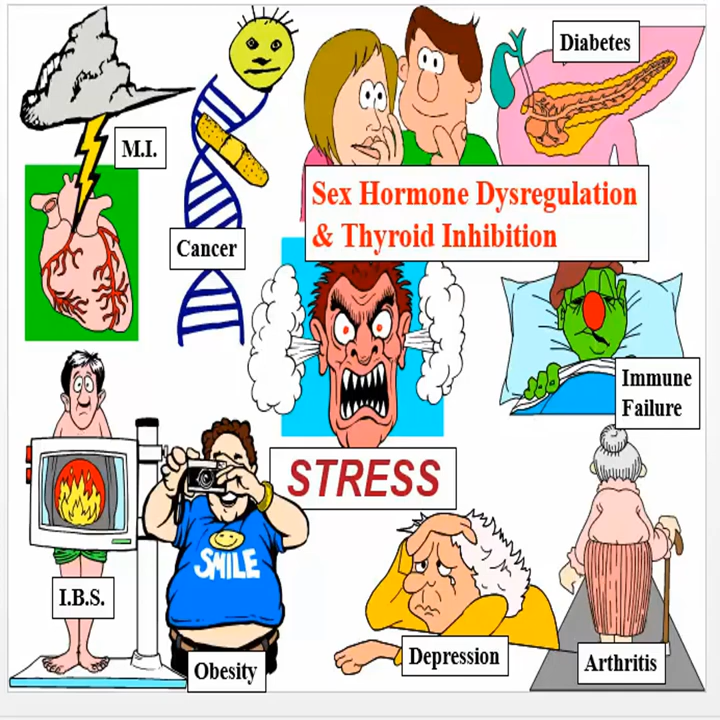 Diabetes
M.I.
Sex Hormone Dysregulation
& Thyroid Inhibition
Cancer
Immune
Failure
STRESS
SMILE
I.B.S.
Obesity
Depression
Arthritis